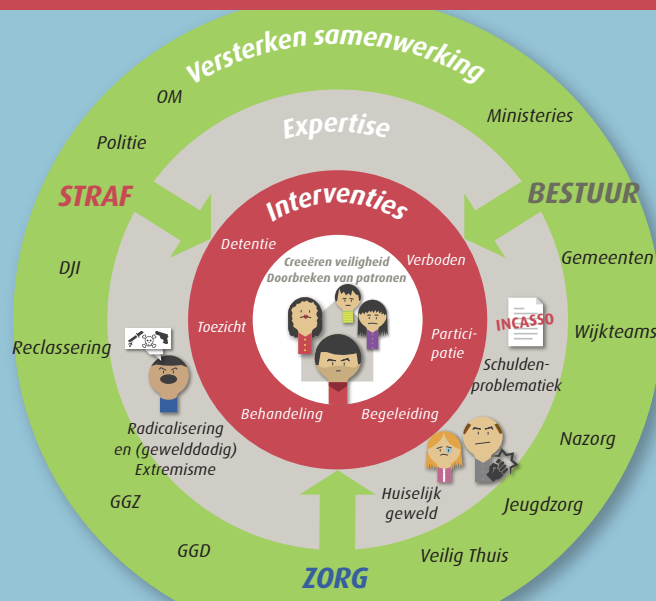 Versterken samenwerking
OM
Ministeries
Expertise
Politie
STRAF
BESTUUR
Interventies
Detentie
Verboden
Creeëren veiligheid
Doorbreken van patronen
DJI
Gemeenten
Toezicht
Partici-
patie
INCASSO
Wijkteams
Reclassering
Schulden-
problematiek
Behandeling
Begeleiding
Radicalisering
en (gewelddadig)
Extremisme
Nazorg
Huiselijk
geweld
GGZ
Jeugdzorg
GGD
Veilig Thuis
ZORG